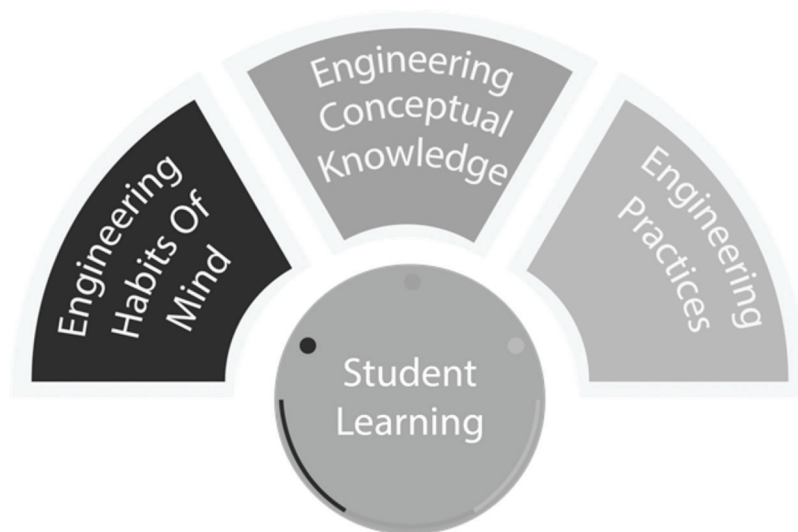 Engineering
Habits Of
Mind
Engineering
Conceptual
Knowledge
Engineering
Practices
Student
Learning